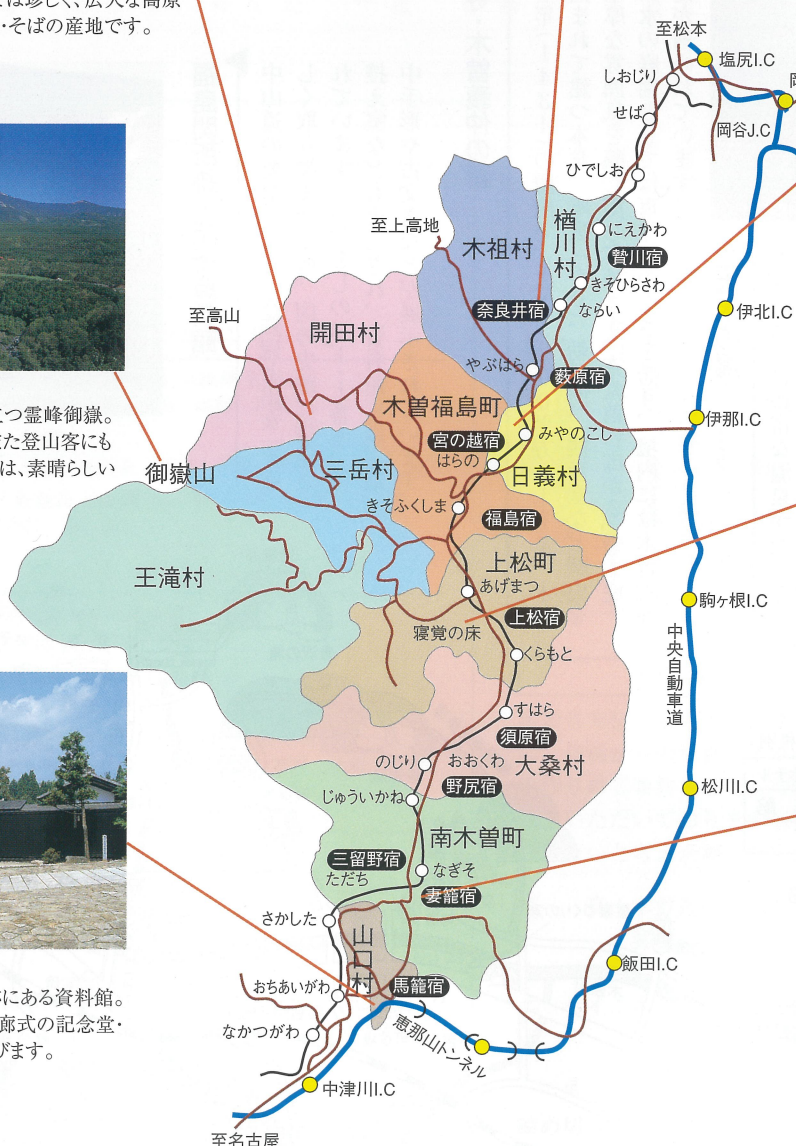 は珍しく、広大な高原
・そばの産地です。
至松本
塩尻I.C
しおじり
岡谷J.C
せば
ひでしお
至上高地
木祖村
楢川村
にえかわ
贄川宿
きそひらさわ
奈良井宿
ならい
伊北I.C
至高山
開田村
やぶはら
藪原宿
木曽福島町
伊那I.C
立つ霊峰御嶽。
た登山客にも
は、素晴らしい
宮の越宿
みやのこし
はらの
御嶽山
三岳村
日義村
きそふくしま
福島宿
上松町
王滝村
あげまつ
駒ヶ根I.C
上松宿
寝覚の床
中央自動車道
くらもと
すはら
須原宿
のじり
おおくわ
大桑村
野尻宿
じゅうにかね
松川I.C
南木曽町
三留野宿
なぎそ
ただち
妻籠宿
さかした
山口村
飯田I.C
おちあいがわ
馬籠宿
にある資料館。
廊式の記念堂・
びます。
なかつがわ
恵那山トンネル
中津川I.C
至名古屋